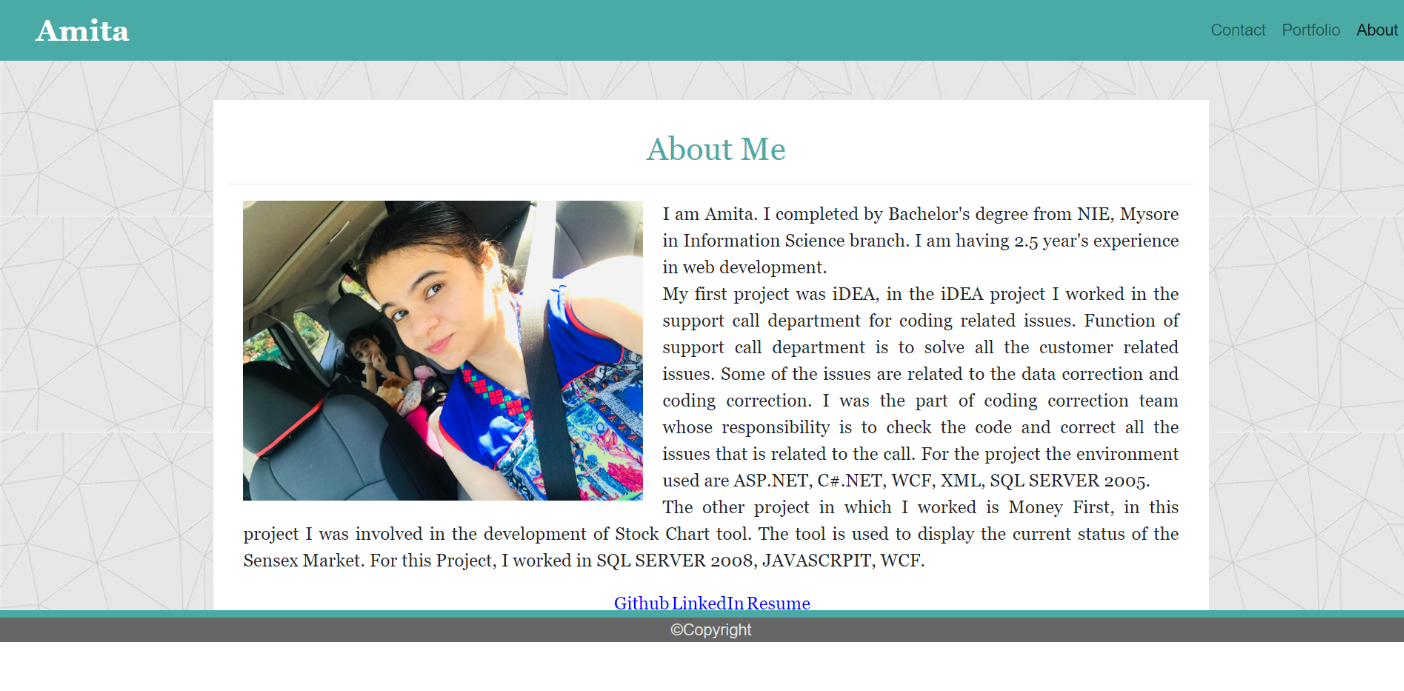 Amita
Contact Portfolio About
About Me
I am Amita. I completed by Bachelor's degree from NIE, Mysore
in Information Science branch. I am having 2.5 year's experience
in web development.
My first project was iDEA, in the iDEA project I worked in the
support call department for coding related issues. Function of
support call department is to solve all the customer related
issues. Some of the issues are related to the data correction and
coding correction. I was the part of coding correction team
whose responsibility is to check the code and correct all the
issues that is related to the call. For the project the environment
used are ASP.NET, C#.NET, WCF, XML, SQL SERVER 2005.
The other project in which I worked is Money First, in this
project I was involved in the development of Stock Chart tool. The tool is used to display the current status of the
Sensex Market. For this Project, I worked in SQL SERVER 2008, JAVASCRPIT, WCF.
Github LinkedIn Resume
©Copyright